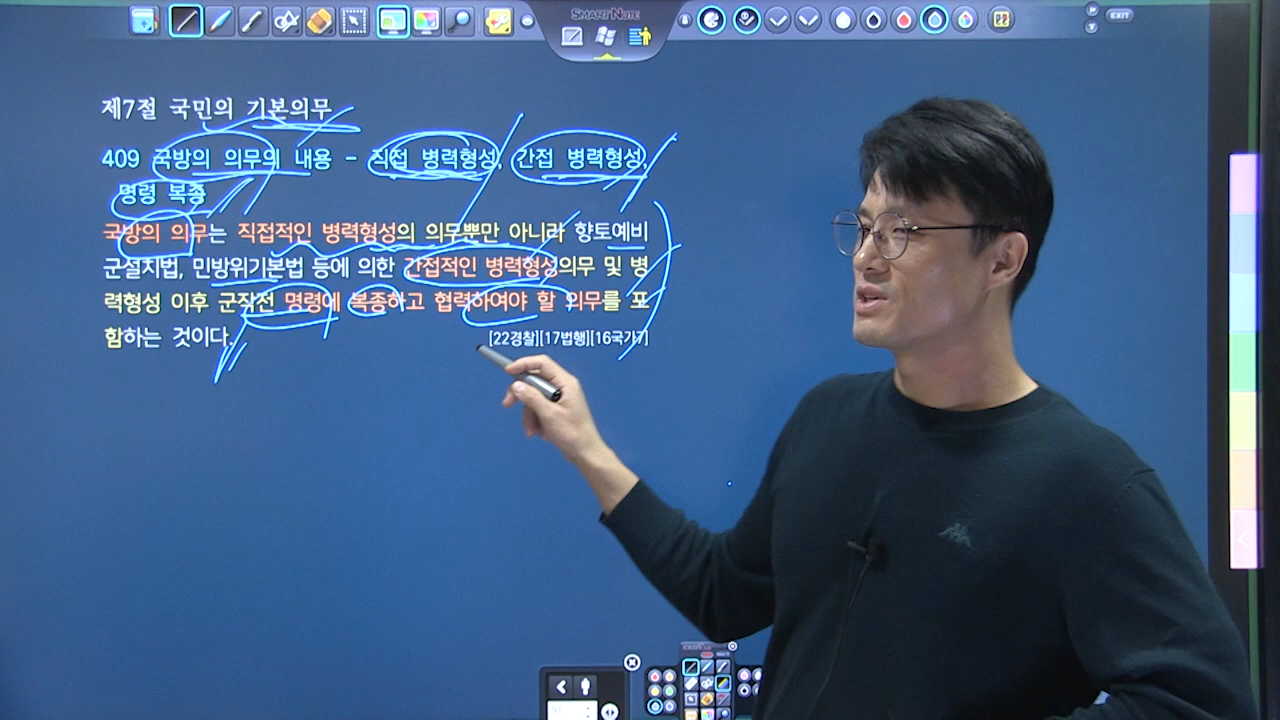 SMARTNOTE
EXIT
제7절 국민의 기본의무
409 국방의 의무의 내용 - 직접 병력형성, 간접 병력형성,
명령 복종
국방의 의무는 직접적인 병력형성의 의무뿐만 아니라 향토예비
군설치법, 민방위기본법 등에 의한 간접적인 병력형성의무 및 병
력형성 이후 군작전 명령에 복종하고 협력하여야 할 의무를 포
함하는 것이다.
[22경찰][17법행][16국가7]